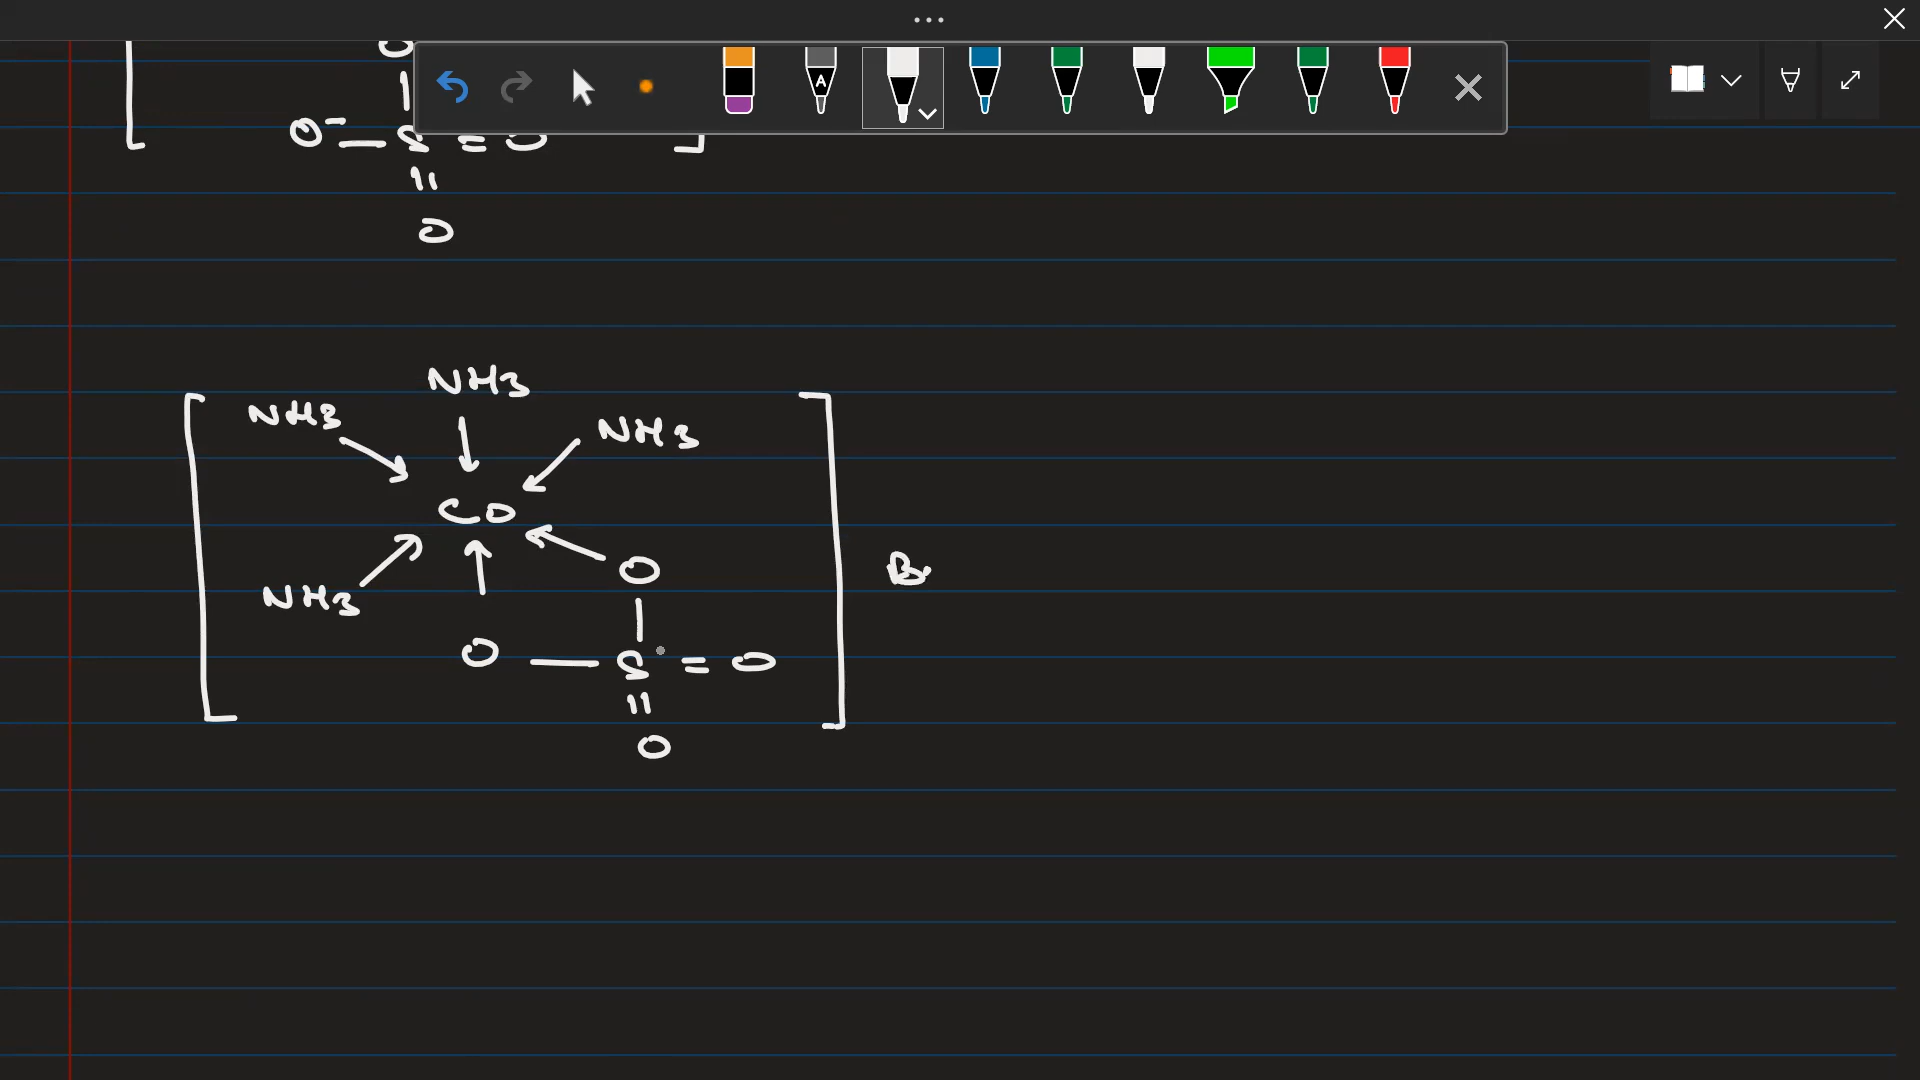 O
O⁻ — S = O
O
NH3
NH3 NH3
CO
NH3 O
O — S = O
O
Br
A